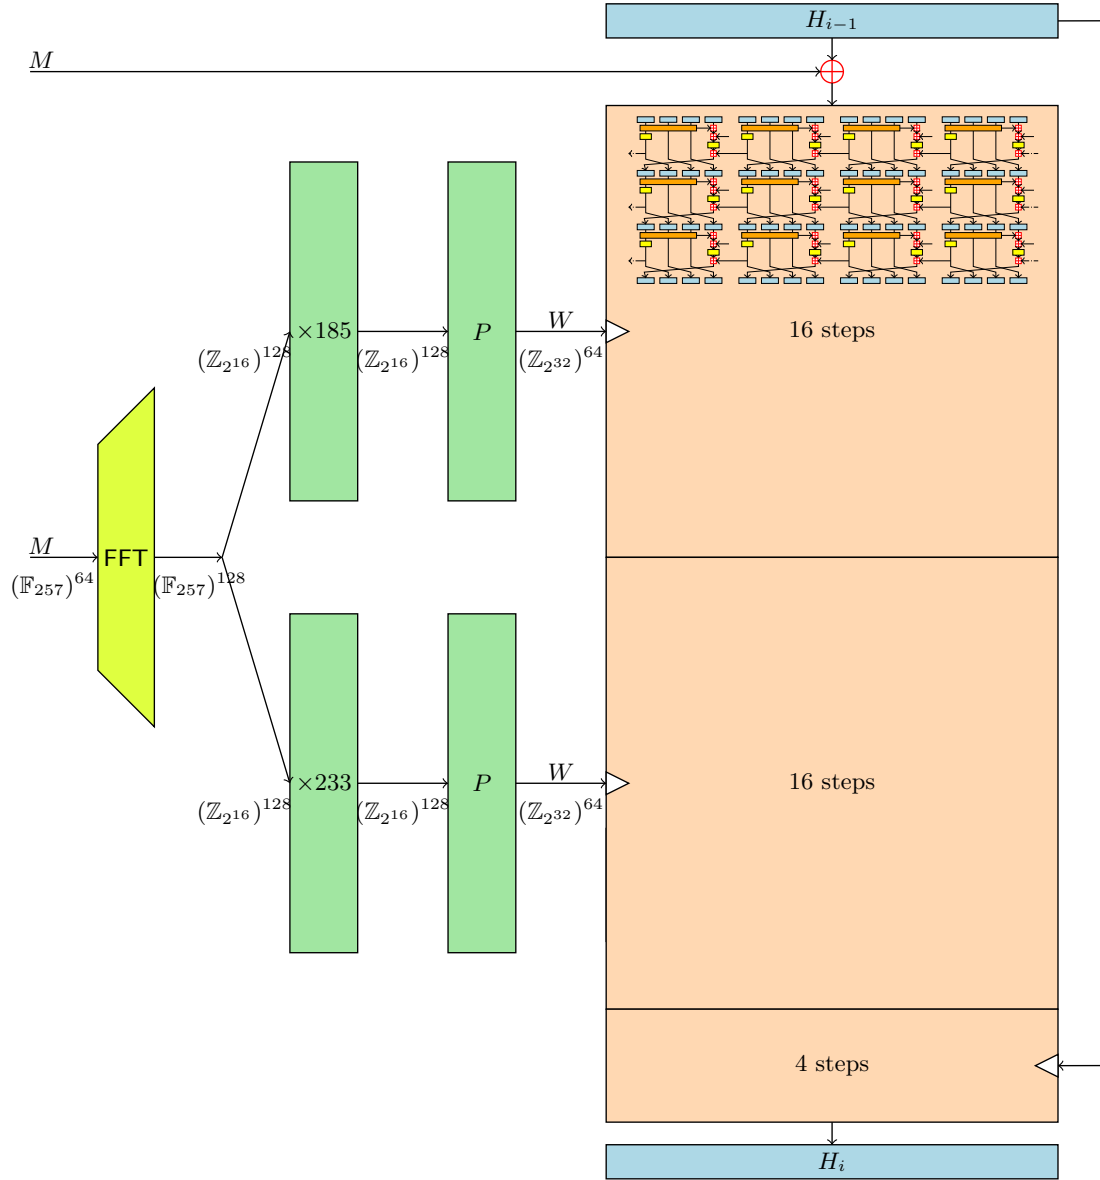 H_{i−1}
M
×185
P
W
16 steps
(ℤ_{2^{16}})^{128}
(ℤ_{2^{16}})^{128}
(ℤ_{2^{32}})^{64}
M
FFT
(𝔽_{257})^{64}
(𝔽_{257})^{128}
×233
P
W
16 steps
(ℤ_{2^{16}})^{128}
(ℤ_{2^{16}})^{128}
(ℤ_{2^{32}})^{64}
4 steps
H_i